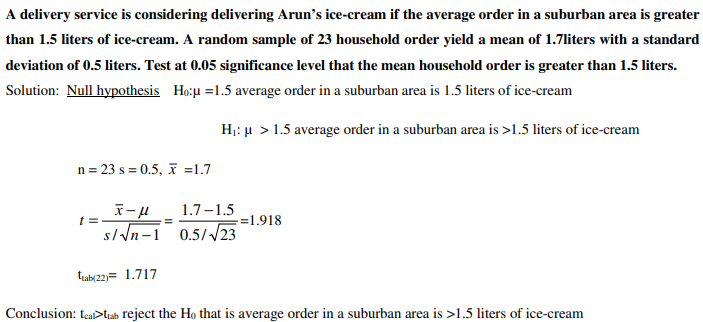 A delivery service is considering delivering Arun's ice-cream if the average order in a suburban area is greater
than 1.5 liters of ice-cream. A random sample of 23 household order yield a mean of 1.7liters with a standard
deviation of 0.5 liters. Test at 0.05 significance level that the mean household order is greater than 1.5 liters.
Solution: Null hypothesis H₀:μ =1.5 average order in a suburban area is 1.5 liters of ice-cream
H₁: μ > 1.5 average order in a suburban area is >1.5 liters of ice-cream
n = 23 s = 0.5, x̄ =1.7
t = (x̄ − μ)/(s/√n−1) = (1.7−1.5)/(0.5/√23) =1.918
t_tab(22)= 1.717
Conclusion: t_cal>t_tab reject the H₀ that is average order in a suburban area is >1.5 liters of ice-cream